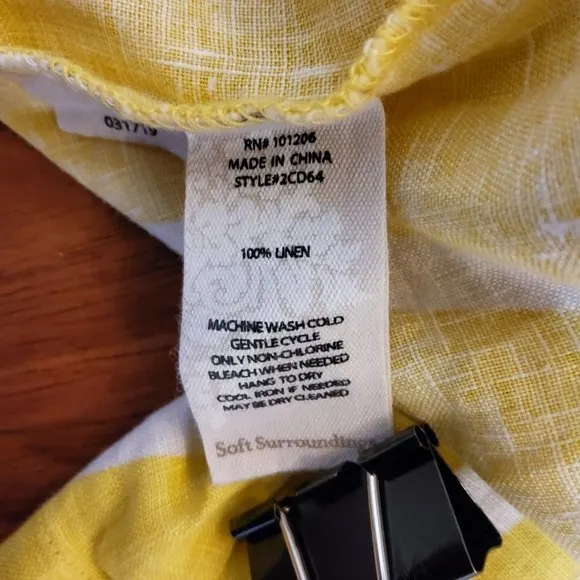 031719
RN# 101206
MADE IN CHINA
STYLE#2CD64
100% LINEN
MACHINE WASH COLD
GENTLE CYCLE
ONLY NON-CHLORINE
BLEACH WHEN NEEDED
HANG TO DRY
COOL IRON IF NEEDED
MAY BE DRY CLEANED
Soft Surroundings